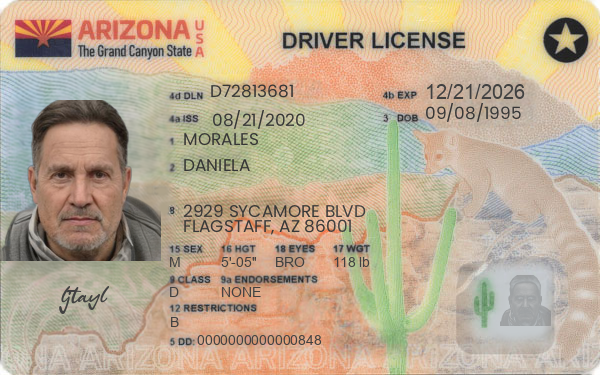 ARIZONA USA
The Grand Canyon State
DRIVER LICENSE
4d DLN D72813681
4b EXP 12/21/2026
4a ISS 08/21/2020
3 DOB 09/08/1995
1 MORALES
2 DANIELA
8 2929 SYCAMORE BLVD
FLAGSTAFF, AZ 86001
15 SEX 16 HGT 18 EYES 17 WGT
M 5'-05" BRO 118 lb
9 CLASS 9a ENDORSEMENTS
D NONE
12 RESTRICTIONS
B
5 DD: 0000000000000848
Gtayl
ARIZONA ARIZONA ARIZONA ARIZONA